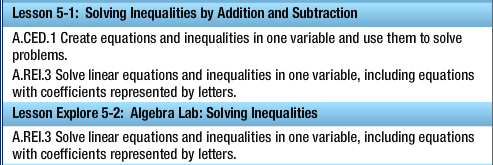 Lesson 5-1: Solving Inequalities by Addition and Subtraction
A.CED.1 Create equations and inequalities in one variable and use them to solve
problems.
A.REI.3 Solve linear equations and inequalities in one variable, including equations
with coefficients represented by letters.
Lesson Explore 5-2: Algebra Lab: Solving Inequalities
A.REI.3 Solve linear equations and inequalities in one variable, including equations
with coefficients represented by letters.